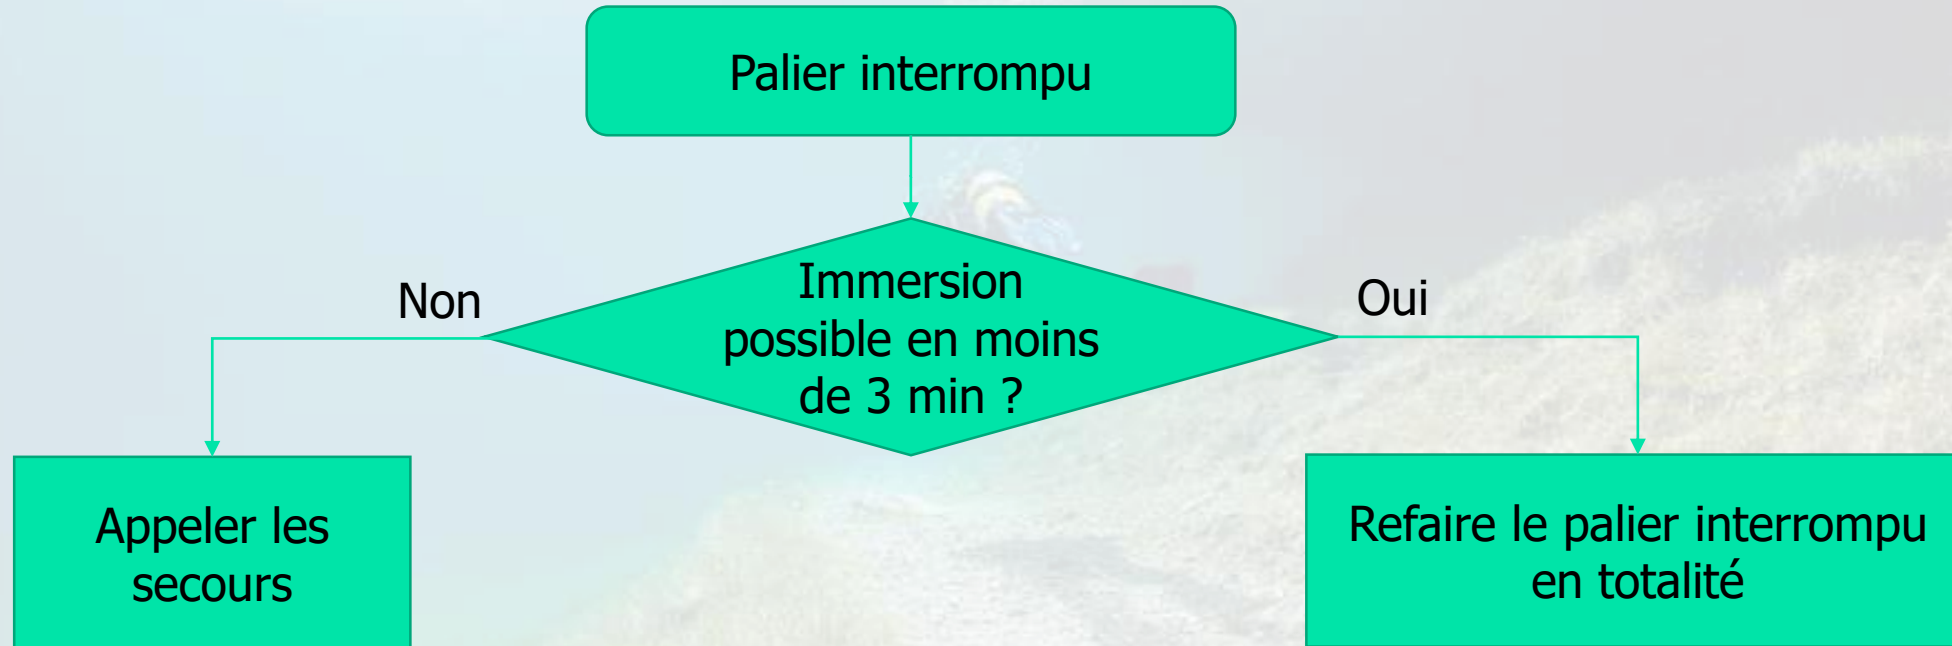 Palier interrompu
Non
Immersion
possible en moins
de 3 min ?
Oui
Appeler les
secours
Refaire le palier interrompu
en totalité